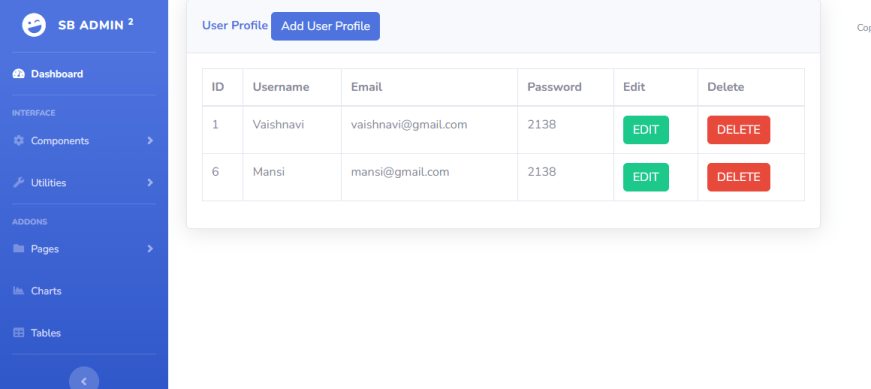 SB ADMIN 2
Dashboard
INTERFACE
Components
Utilities
ADDONS
Pages
Charts
Tables
User Profile Add User Profile
ID Username Email Password Edit Delete
1 Vaishnavi vaishnavi@gmail.com 2138 EDIT DELETE
6 Mansi mansi@gmail.com 2138 EDIT DELETE